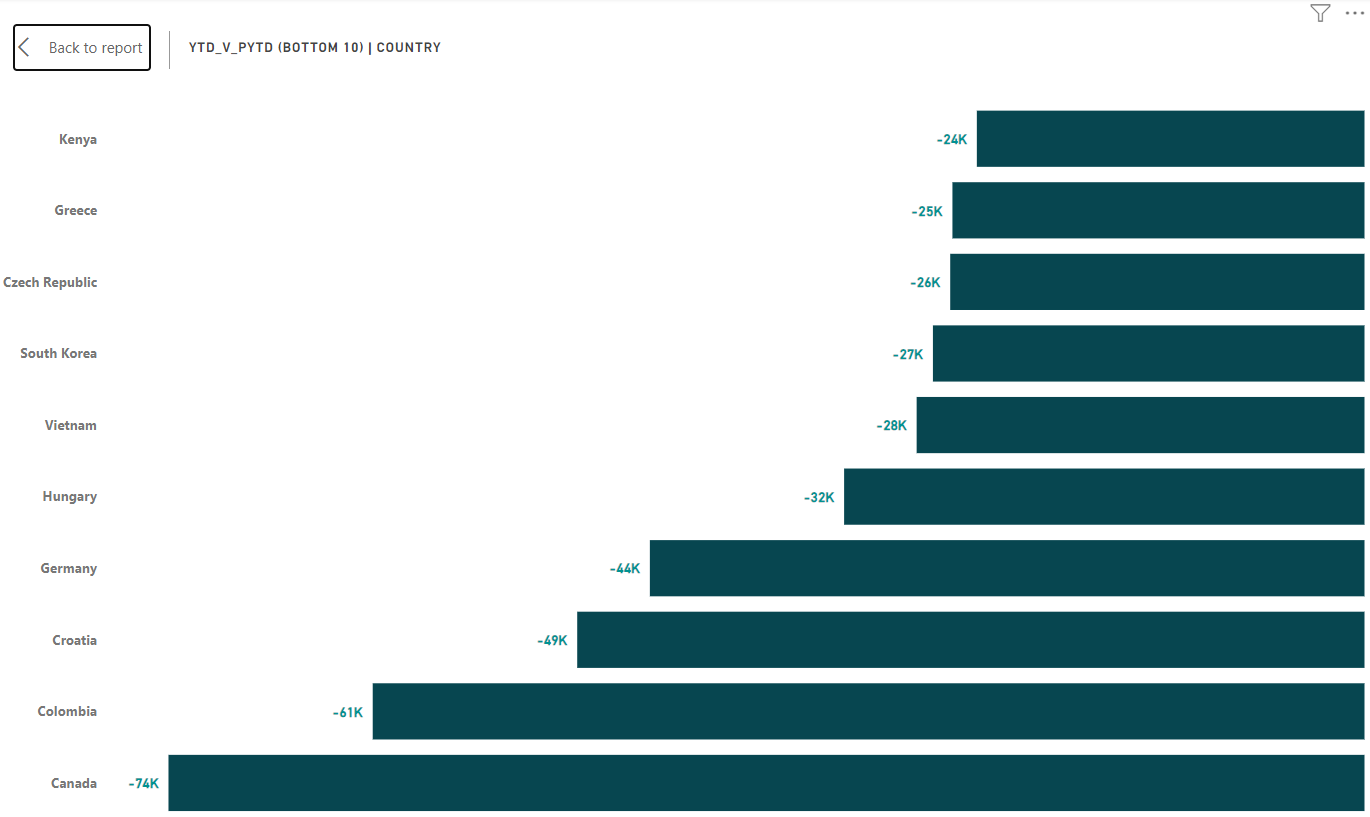 Back to report
YTD_V_PYTD (BOTTOM 10) | COUNTRY
Kenya -24K
Greece -25K
Czech Republic -26K
South Korea -27K
Vietnam -28K
Hungary -32K
Germany -44K
Croatia -49K
Colombia -61K
Canada -74K